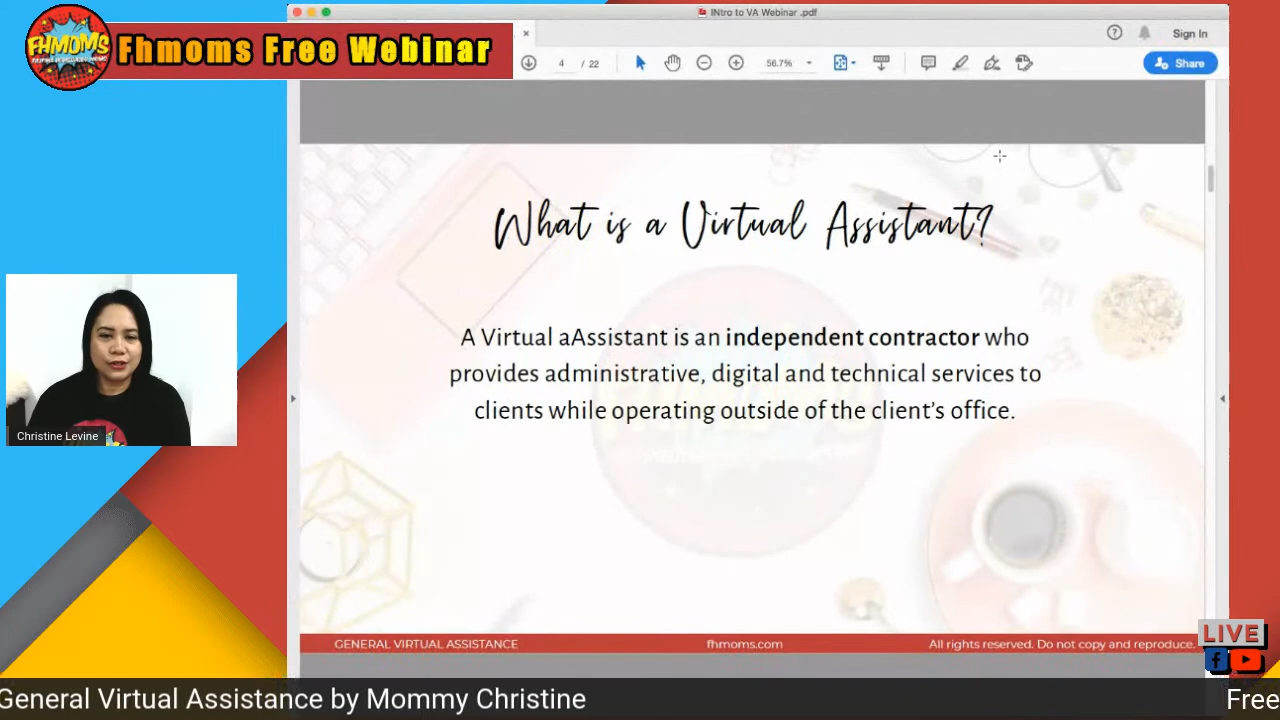 INtro to VA Webinar .pdf
FHMOMS
Fhmoms Free Webinar
Sign In
4 / 22
56.7%
Share
What is a Virtual Assistant?
A Virtual aAssistant is an independent contractor who
provides administrative, digital and technical services to
clients while operating outside of the client's office.
Christine Levine
GENERAL VIRTUAL ASSISTANCE
fhmoms.com
All rights reserved. Do not copy and reproduce.
LIVE
General Virtual Assistance by Mommy Christine
Free